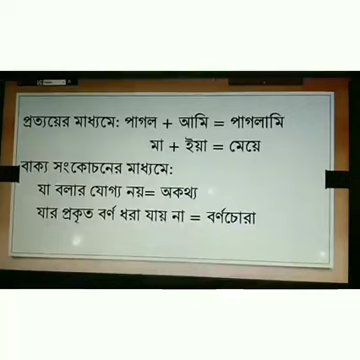 প্রত্যয়ের মাধ্যমে: পাগল + আমি = পাগলামি
মা + ইয়া = মেয়ে
বাক্য সংকোচনের মাধ্যমে:
যা বলার যোগ্য নয়= অকথ্য
যার প্রকৃত বর্ণ ধরা যায় না = বর্ণচোরা